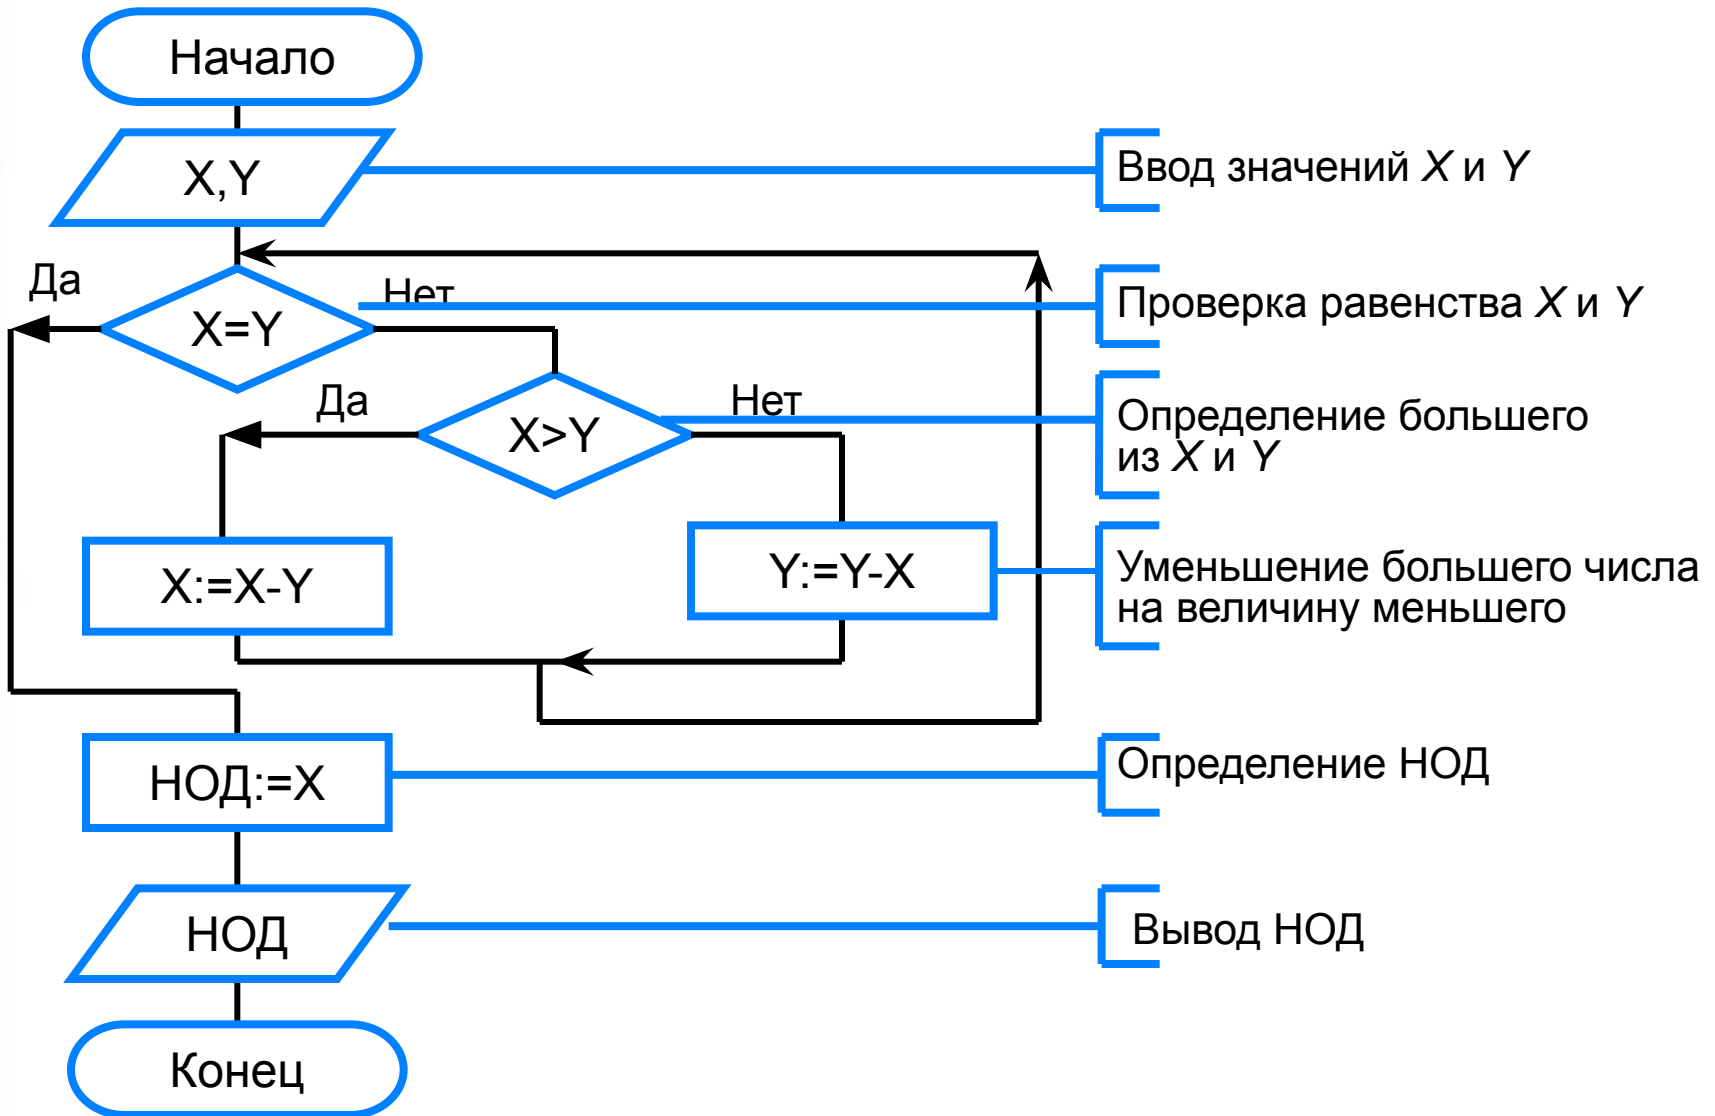 Начало
X,Y
Ввод значений X и Y
Да
Нет
X=Y
Проверка равенства X и Y
Да
Нет
X>Y
Определение большего
из X и Y
X:=X-Y
Y:=Y-X
Уменьшение большего числа
на величину меньшего
НОД:=X
Определение НОД
НОД
Вывод НОД
Конец